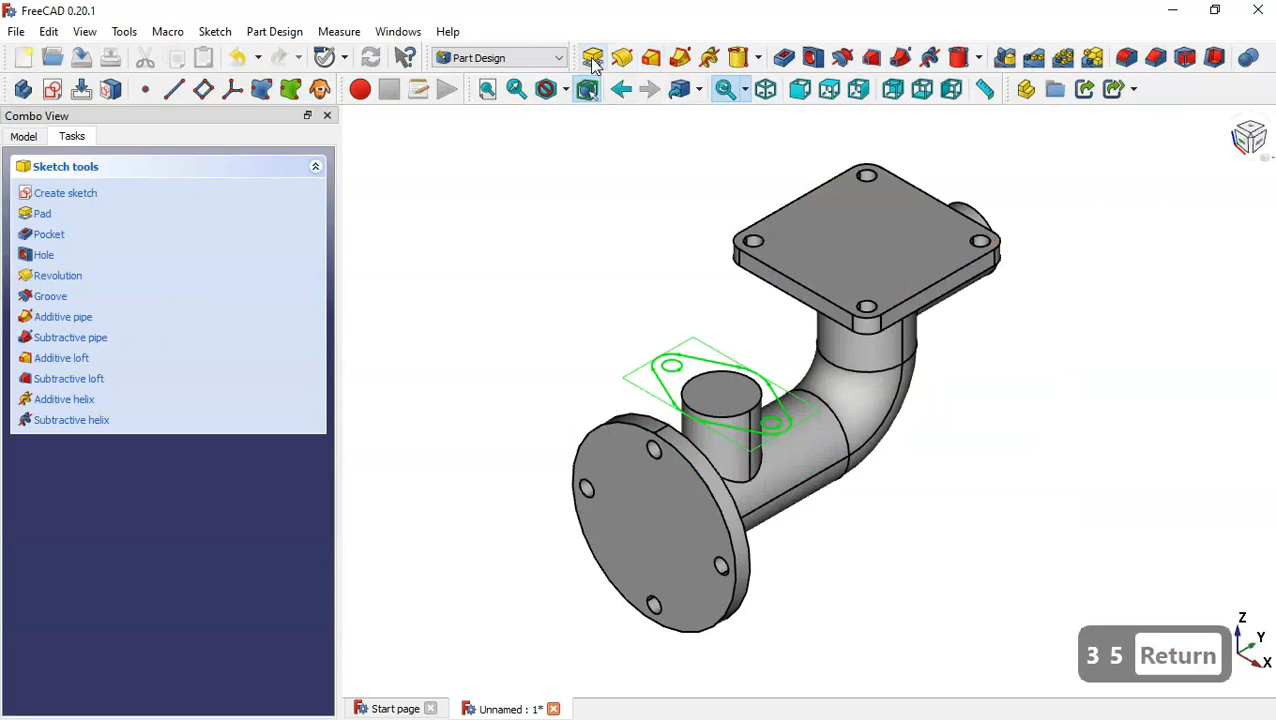 FreeCAD 0.20.1
File Edit View Tools Macro Sketch Part Design Measure Windows Help
Part Design
Combo View
Model Tasks
Sketch tools
Create sketch
Pad
Pocket
Hole
Revolution
Groove
Additive pipe
Subtractive pipe
Additive loft
Subtractive loft
Additive helix
Subtractive helix
Z
Y
X
3 5 Return
Start page Unnamed : 1*